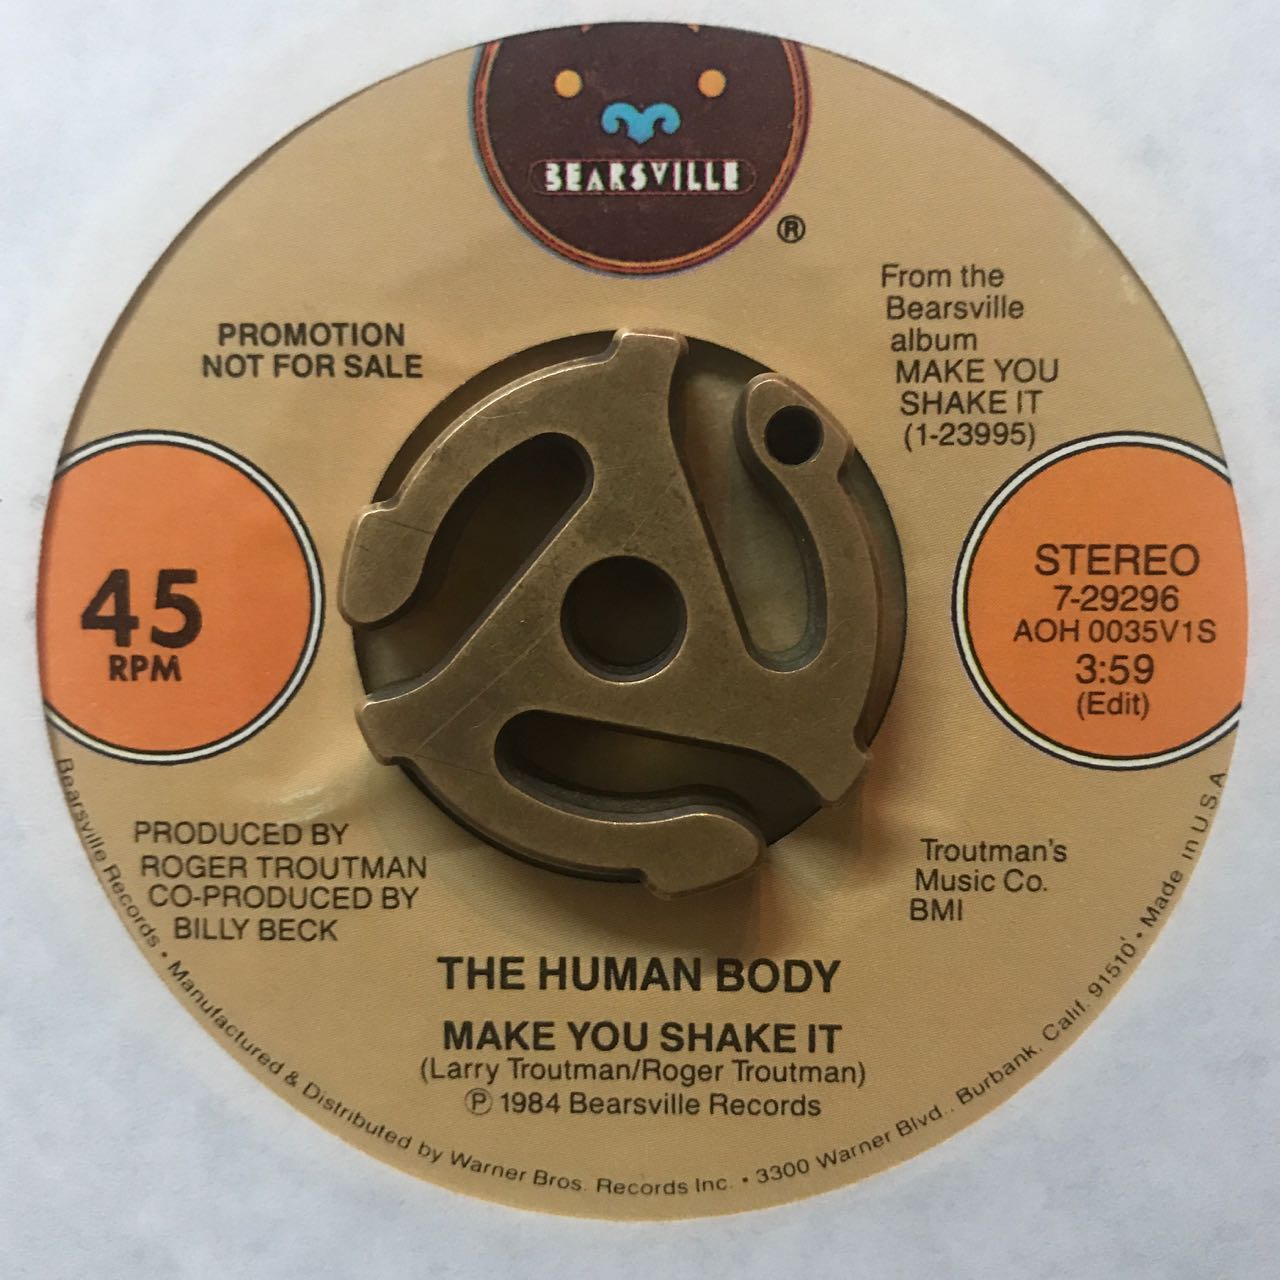 BEARSVILLE
®
PROMOTION
NOT FOR SALE
From the
Bearsville
album
MAKE YOU
SHAKE IT
(1-23995)
45
RPM
STEREO
7-29296
AOH 0035V1S
3:59
(Edit)
PRODUCED BY
ROGER TROUTMAN
CO-PRODUCED BY
BILLY BECK
Troutman's
Music Co.
BMI
THE HUMAN BODY
MAKE YOU SHAKE IT
(Larry Troutman/Roger Troutman)
℗ 1984 Bearsville Records
Bearsville Records • Manufactured & Distributed by Warner Bros. Records Inc. • 3300 Warner Blvd., Burbank, Calif. 91510 • Made in U.S.A.